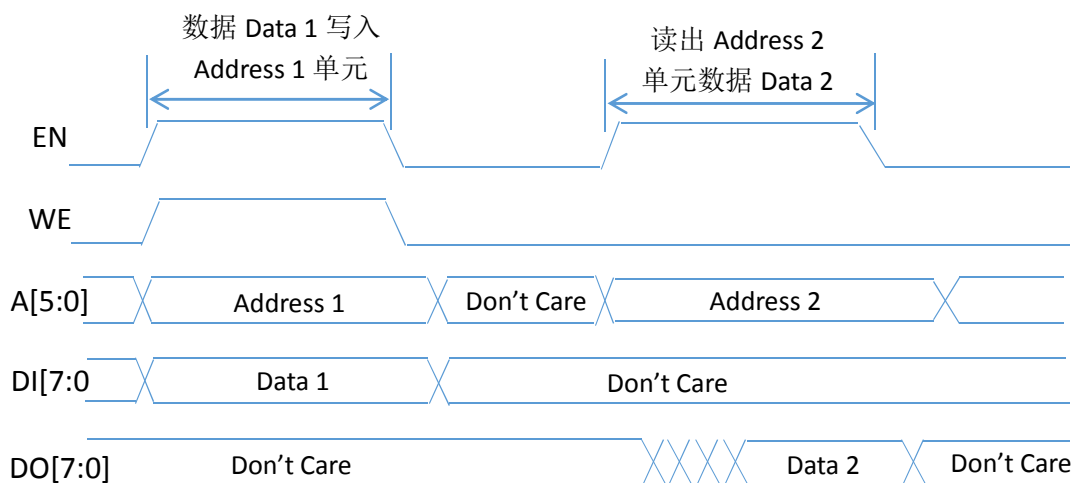 数据 Data 1 写入
Address 1 单元
读出 Address 2
单元数据 Data 2
EN
WE
A[5:0] Address 1 Don't Care Address 2
DI[7:0 Data 1 Don't Care
DO[7:0] Don't Care Data 2 Don't Care